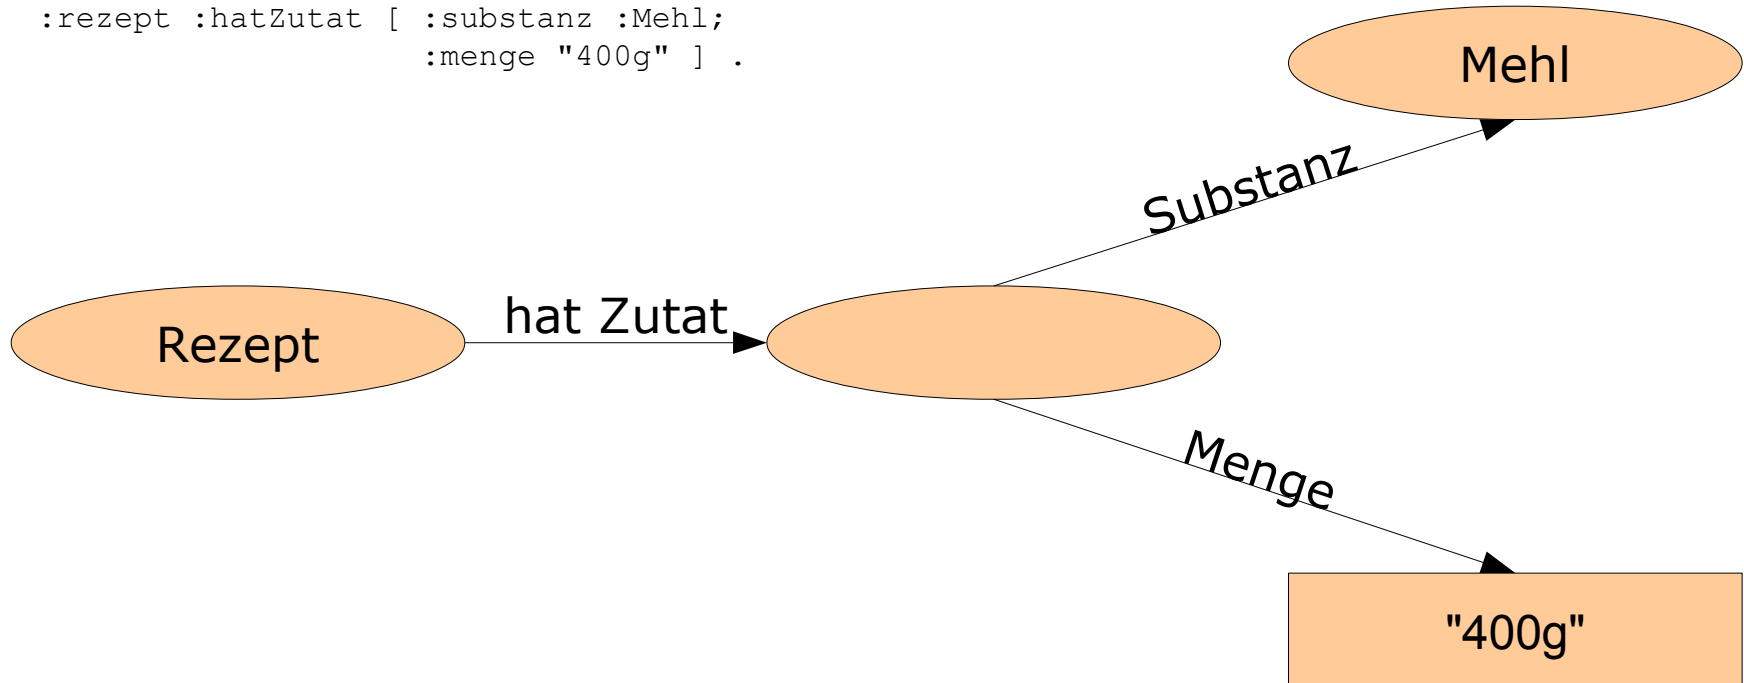 :rezept :hatZutat [ :substanz :Mehl;
:menge "400g" ] .
Mehl
Substanz
hat Zutat
Rezept
Menge
"400g"